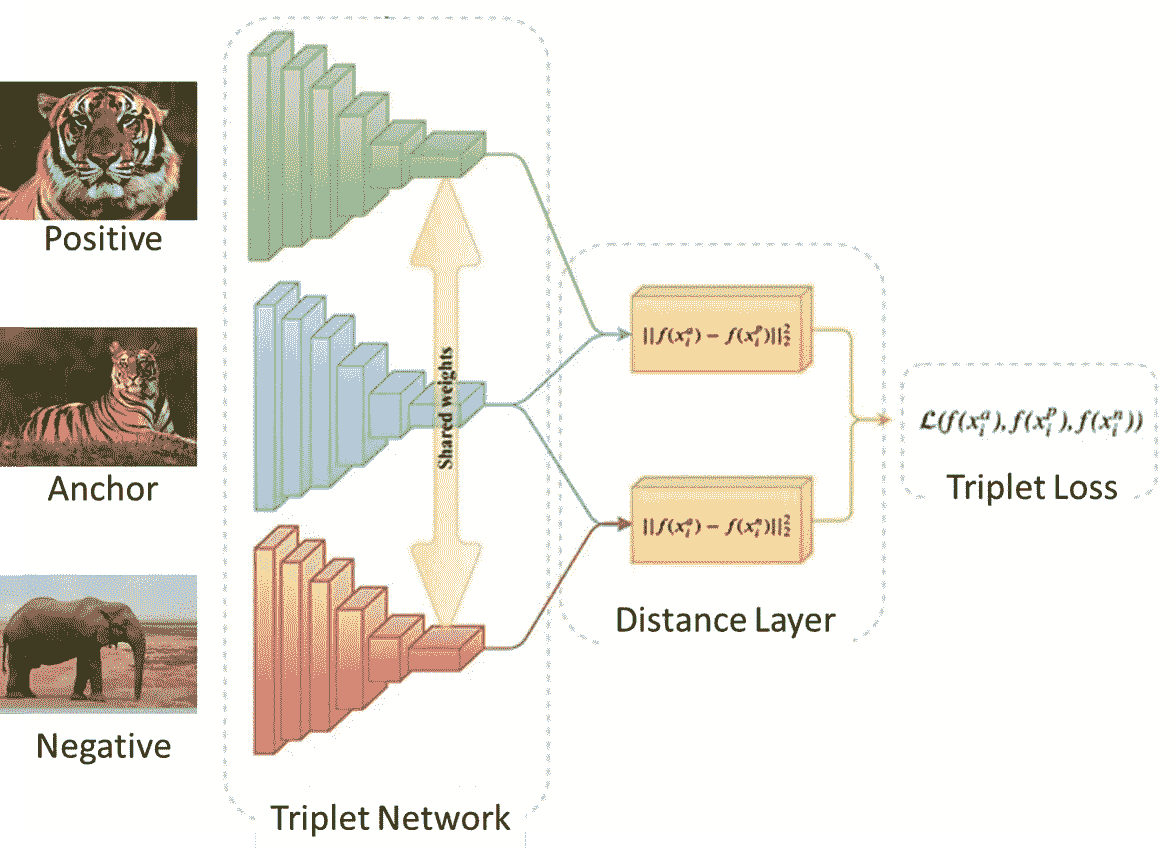 Positive
Anchor
Negative
Shared weights
Triplet Network
||f(x_i^a) − f(x_i^p)||_2^2
||f(x_i^a) − f(x_i^n)||_2^2
Distance Layer
ℒ(f(x_i^a), f(x_i^p), f(x_i^n))
Triplet Loss